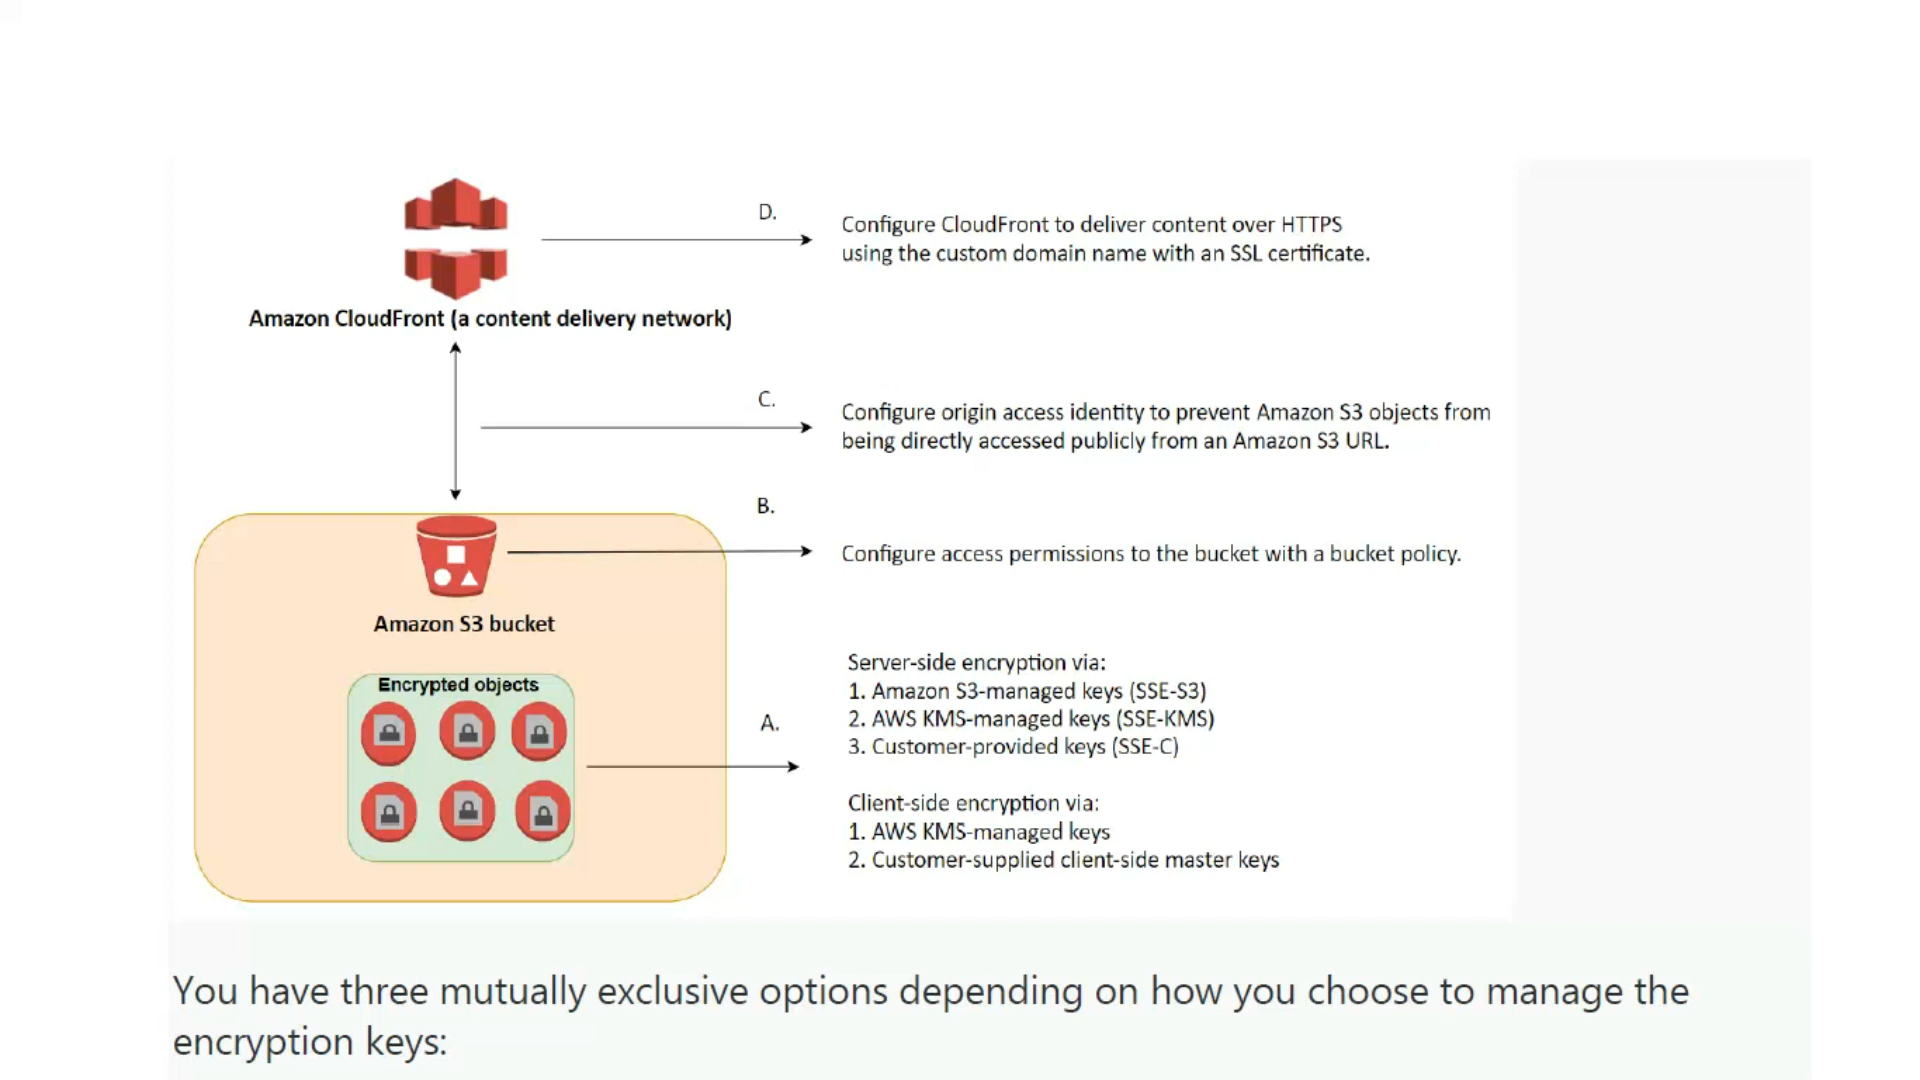 D.
Configure CloudFront to deliver content over HTTPS
using the custom domain name with an SSL certificate.
Amazon CloudFront (a content delivery network)
C.
Configure origin access identity to prevent Amazon S3 objects from
being directly accessed publicly from an Amazon S3 URL.
B.
Configure access permissions to the bucket with a bucket policy.
Amazon S3 bucket
Encrypted objects
A.
Server-side encryption via:
1. Amazon S3-managed keys (SSE-S3)
2. AWS KMS-managed keys (SSE-KMS)
3. Customer-provided keys (SSE-C)
Client-side encryption via:
1. AWS KMS-managed keys
2. Customer-supplied client-side master keys
You have three mutually exclusive options depending on how you choose to manage the
encryption keys: